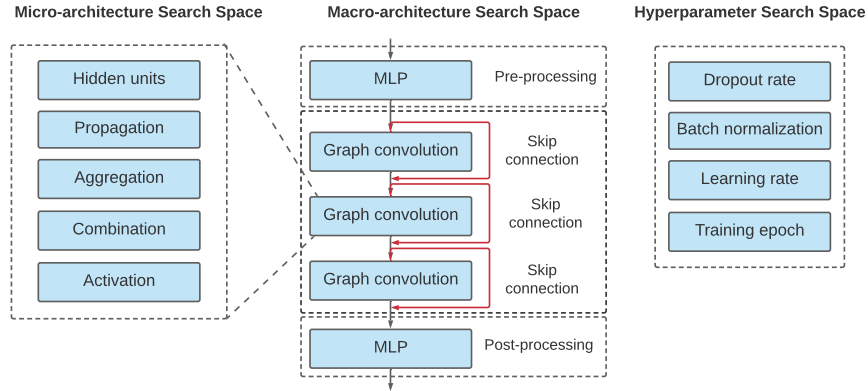 Micro-architecture Search Space
Hidden units
Propagation
Aggregation
Combination
Activation
Macro-architecture Search Space
MLP
Pre-processing
Graph convolution
Skip
connection
Graph convolution
Skip
connection
Graph convolution
Skip
connection
MLP
Post-processing
Hyperparameter Search Space
Dropout rate
Batch normalization
Learning rate
Training epoch